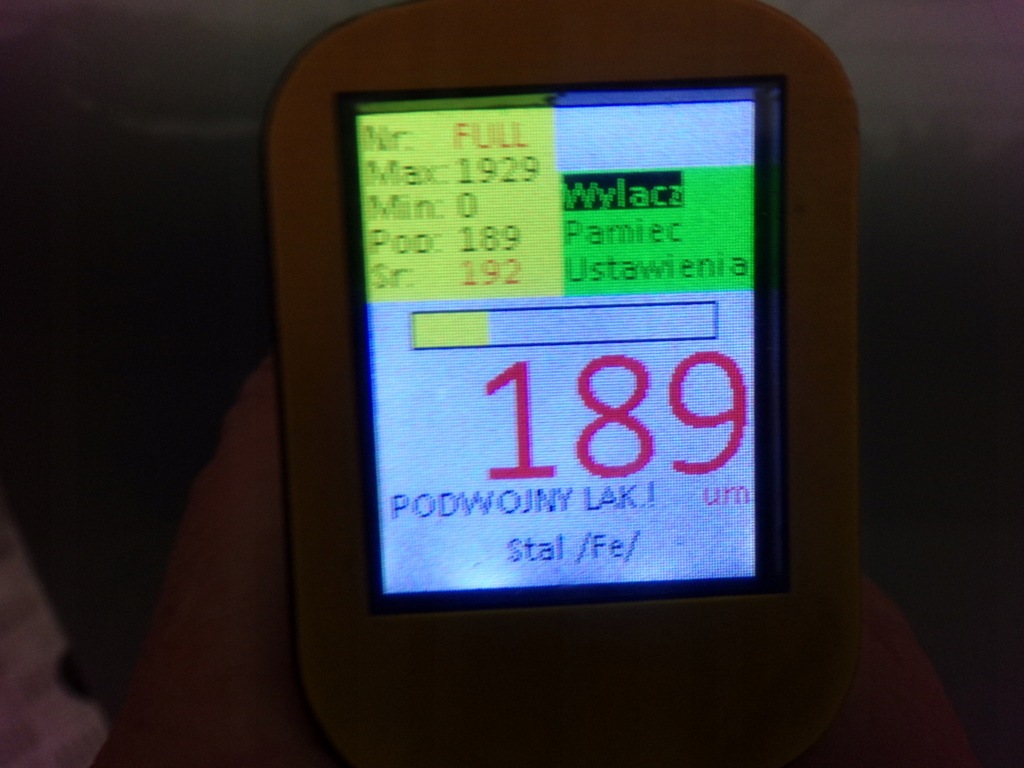 Nr: FULL
Max: 1929
Min: 0
Pop: 189
Sr: 192
Wylacz
Pamiec
Ustawienia
189
PODWOJNY LAK.! um
Stal /Fe/